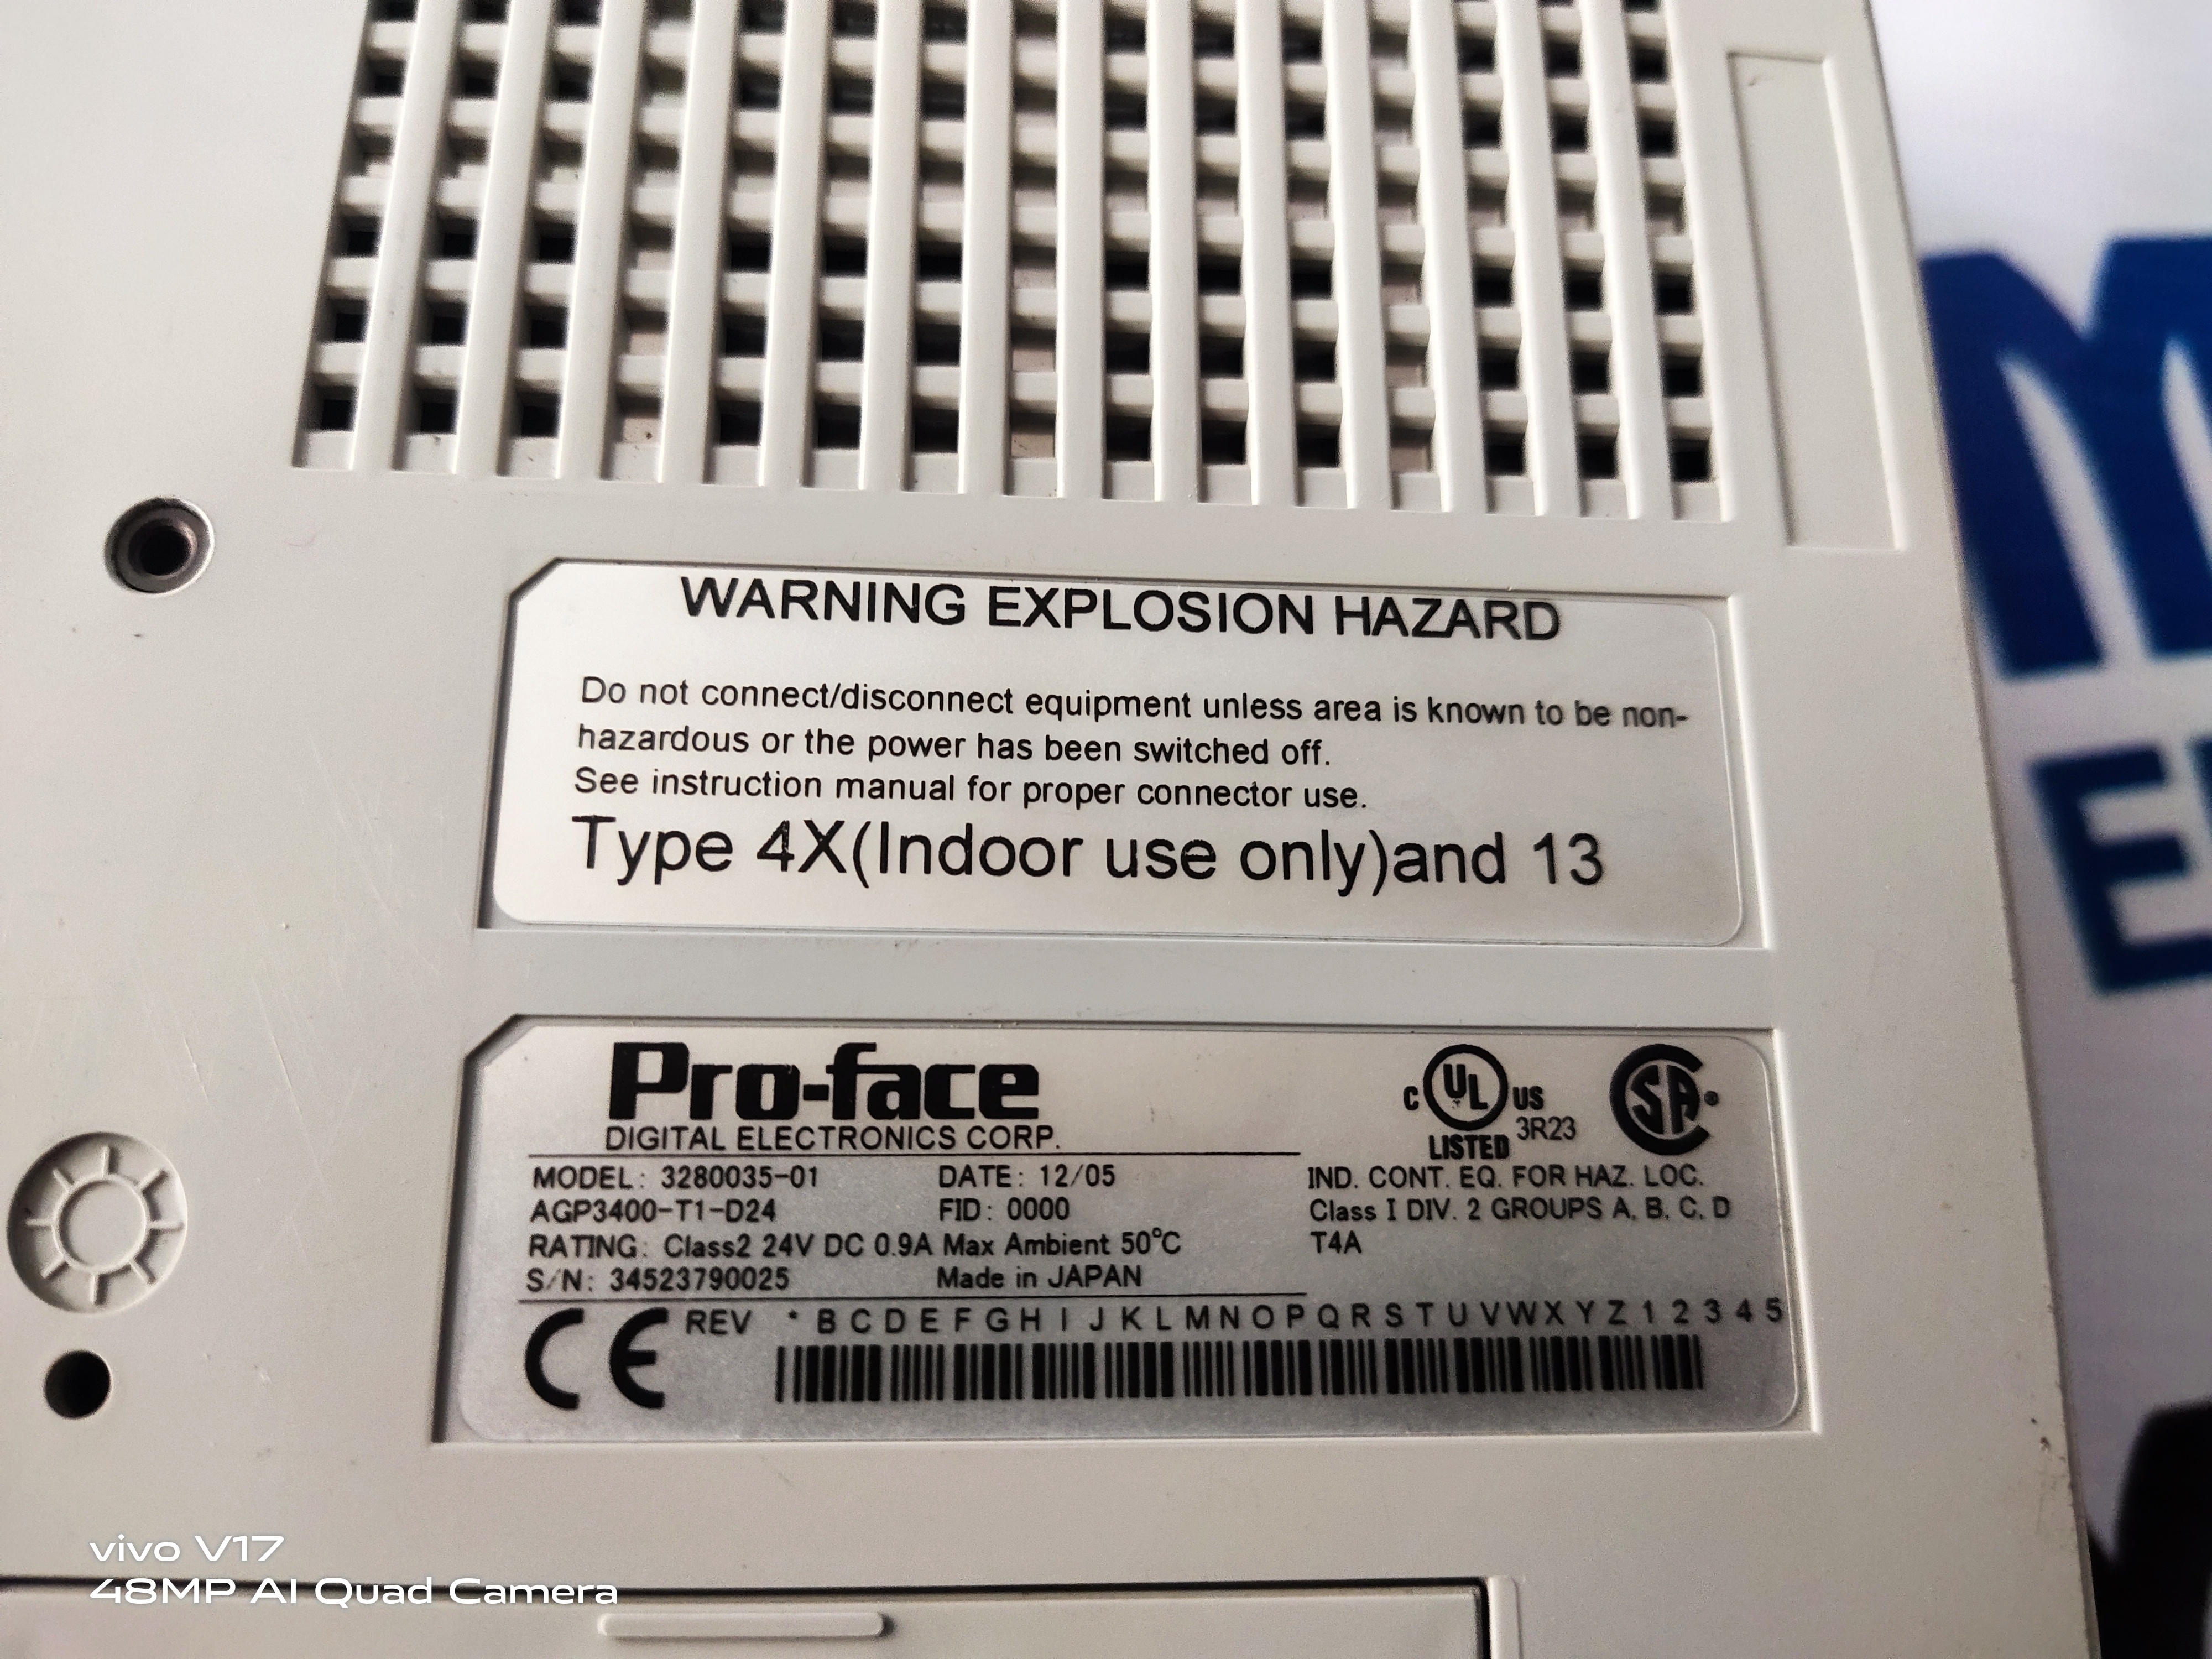 WARNING EXPLOSION HAZARD
Do not connect/disconnect equipment unless area is known to be non-
hazardous or the power has been switched off.
See instruction manual for proper connector use.
Type 4X(Indoor use only)and 13
Pro-face
DIGITAL ELECTRONICS CORP.
C UL US
LISTED 3R23
SA
MODEL: 3280035-01 DATE: 12/05
AGP3400-T1-D24 FID: 0000
RATING: Class2 24V DC 0.9A Max Ambient 50°C
S/N: 34523790025 Made in JAPAN
IND. CONT. EQ. FOR HAZ. LOC.
Class I DIV. 2 GROUPS A, B, C, D
T4A
CE REV * B C D E F G H I J K L M N O P Q R S T U V W X Y Z 1 2 3 4 5
vivo V17
48MP AI Quad Camera